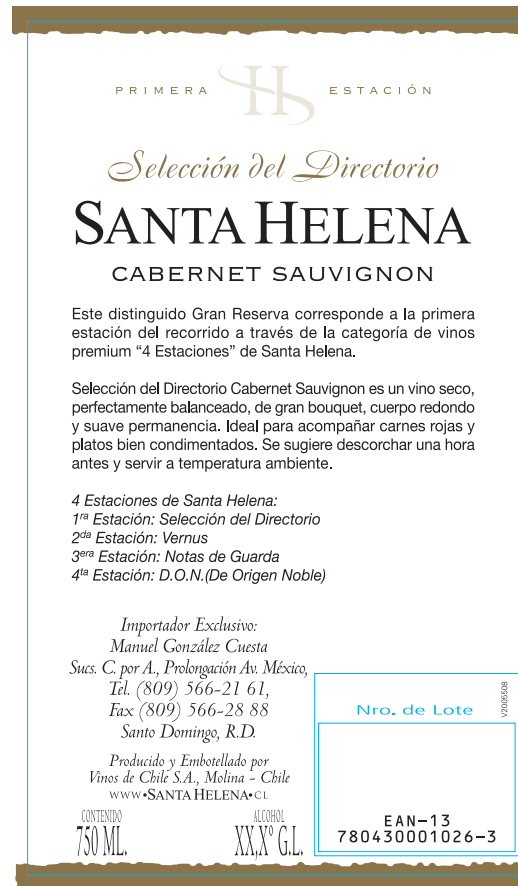 PRIMERA H ESTACIÓN
Selección del Directorio
SANTA HELENA
CABERNET SAUVIGNON
Este distinguido Gran Reserva corresponde a la primera
estación del recorrido a través de la categoría de vinos
premium “4 Estaciones” de Santa Helena.
Selección del Directorio Cabernet Sauvignon es un vino seco,
perfectamente balanceado, de gran bouquet, cuerpo redondo
y suave permanencia. Ideal para acompañar carnes rojas y
platos bien condimentados. Se sugiere descorchar una hora
antes y servir a temperatura ambiente.
4 Estaciones de Santa Helena:
1ra Estación: Selección del Directorio
2da Estación: Vernus
3era Estación: Notas de Guarda
4ta Estación: D.O.N.(De Origen Noble)
Importador Exclusivo:
Manuel González Cuesta
Sucs. C. por A., Prolongación Av. México,
Tel. (809) 566-21 61,
Fax (809) 566-28 88
Santo Domingo, R.D.
Producido y Embotellado por
Vinos de Chile S.A., Molina - Chile
WWW•SANTA HELENA•CL
CONTENIDO
750 ML.
ALCOHOL
XX,Xº G.L.
Nro. de Lote
V2005508
EAN-13
780430001026-3